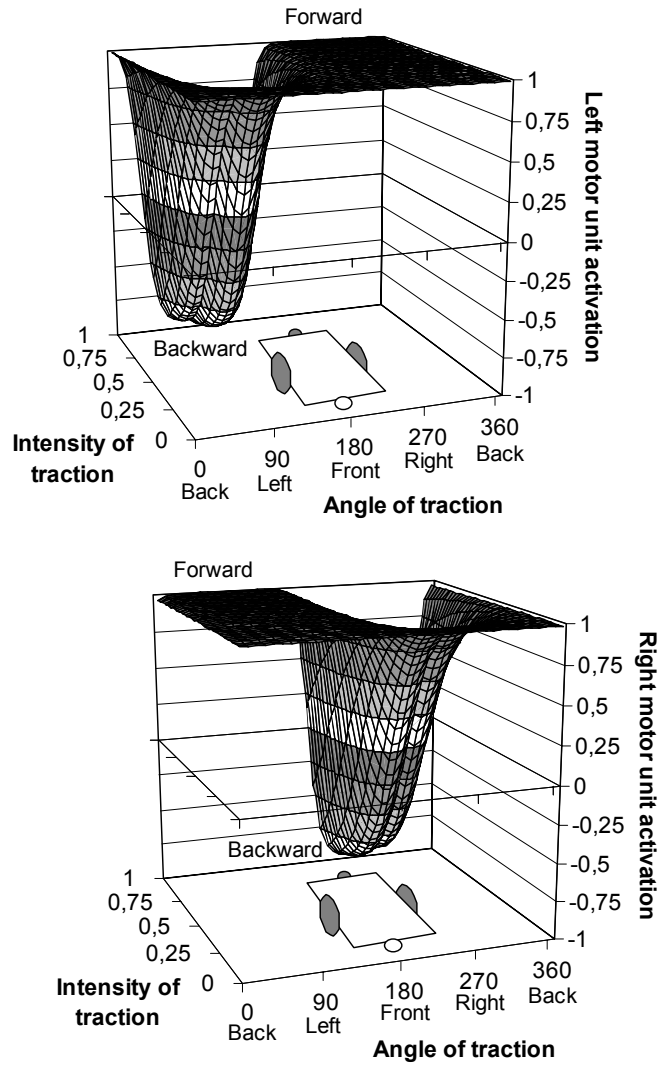 Forward
1
0,75
0,5
0,25
0
-0,25
-0,5
-0,75
-1
Left motor unit activation
Backward
1
0,75
0,5
0,25
0
Intensity of
traction
0
Back
90
Left
180
Front
270
Right
360
Back
Angle of traction
Forward
1
0,75
0,5
0,25
0
-0,25
-0,5
-0,75
-1
Right motor unit activation
Backward
1
0,75
0,5
0,25
0
Intensity of
traction
0
Back
90
Left
180
Front
270
Right
360
Back
Angle of traction